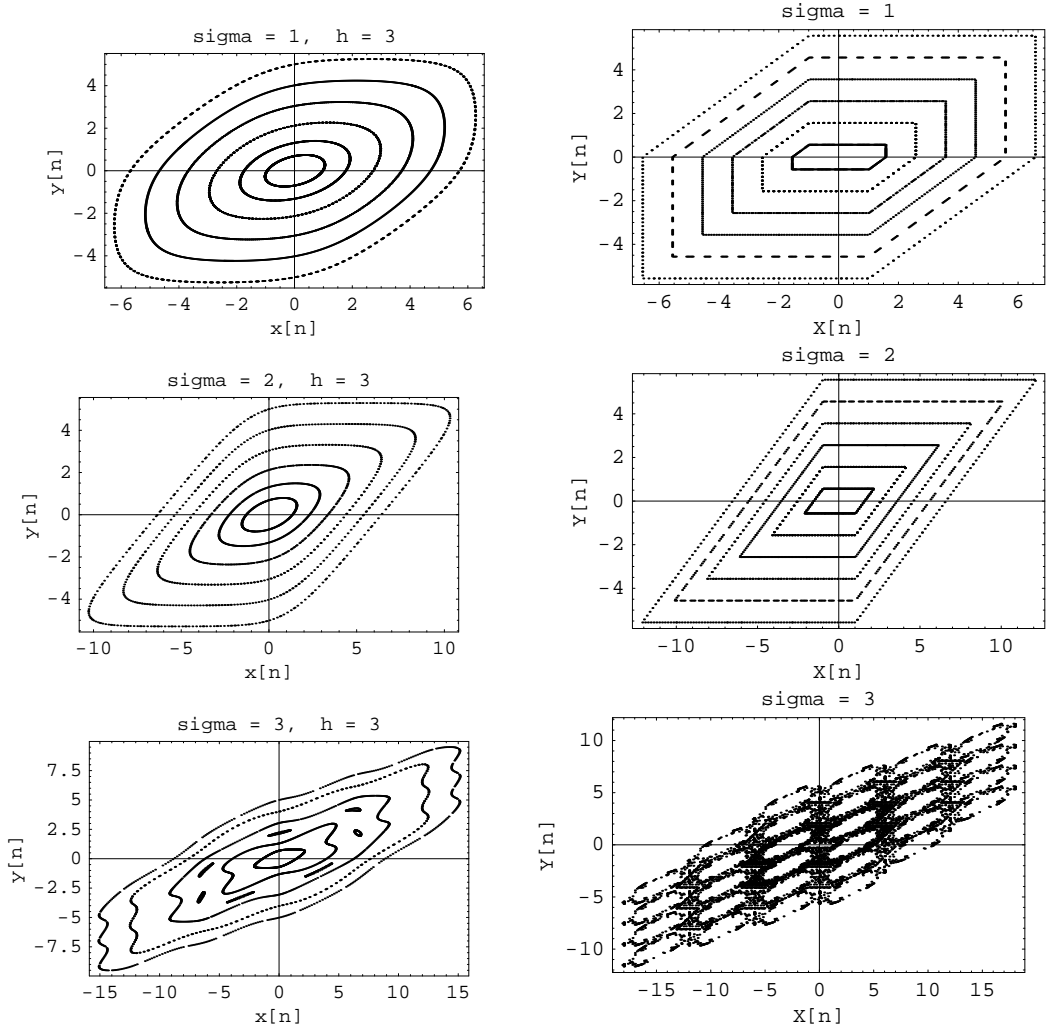 sigma = 1, h = 3
4
2
0
-2
-4
y[n]
-6 -4 -2 0 2 4 6
x[n]
sigma = 1
4
2
0
-2
-4
Y[n]
-6 -4 -2 0 2 4 6
X[n]
sigma = 2, h = 3
4
2
0
-2
-4
y[n]
-10 -5 0 5 10
x[n]
sigma = 2
4
2
0
-2
-4
Y[n]
-10 -5 0 5 10
X[n]
sigma = 3, h = 3
7.5
5
2.5
0
-2.5
-5
-7.5
y[n]
-15 -10 -5 0 5 10 15
x[n]
sigma = 3
10
5
0
-5
-10
Y[n]
-15 -10 -5 0 5 10 15
X[n]